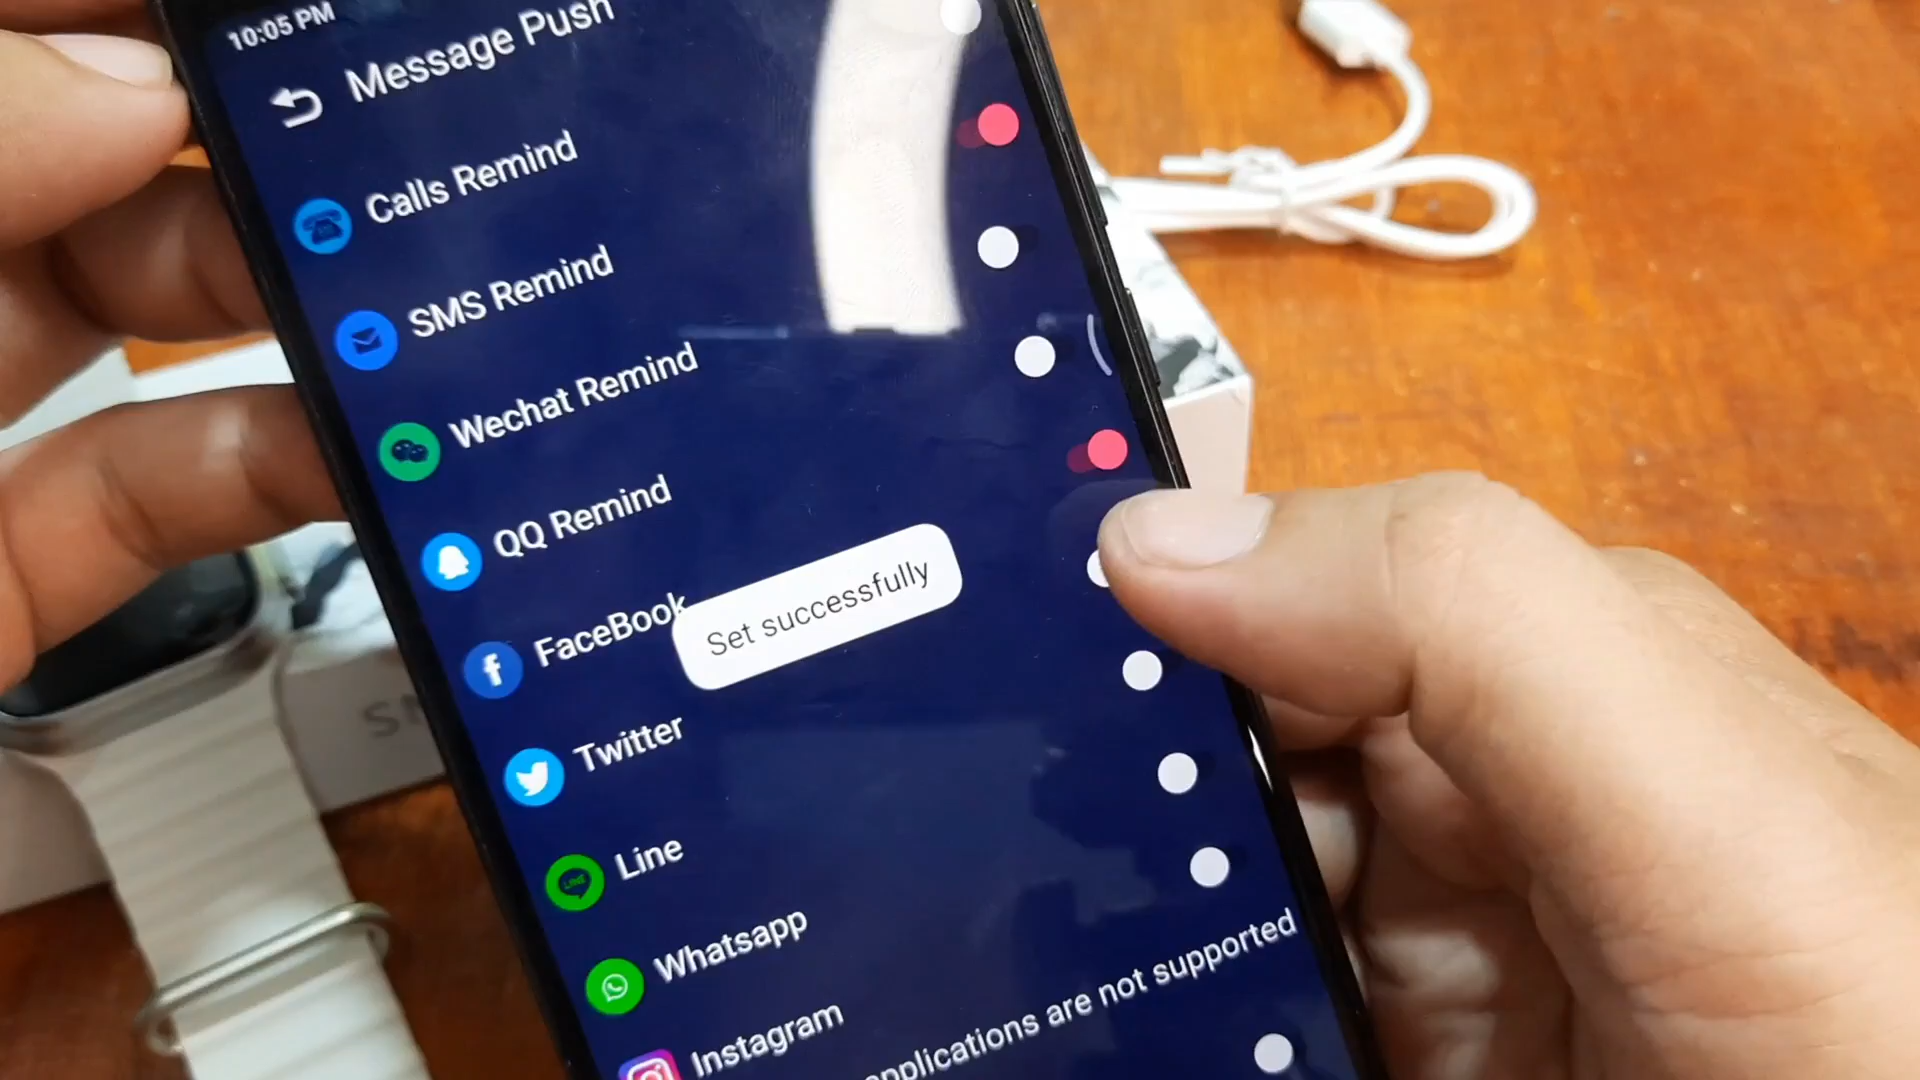 10:05 PM
Message Push
Calls Remind
SMS Remind
Wechat Remind
QQ Remind
FaceBook
Set successfully
Twitter
Line
LINE
Whatsapp
Instagram
applications are not supported